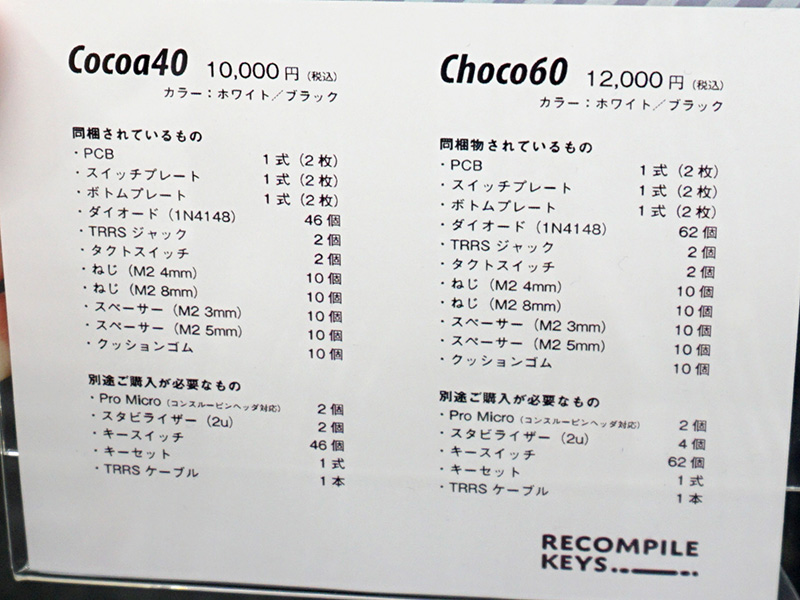 Cocoa40 10,000円（税込）
カラー：ホワイト／ブラック
同梱されているもの
・PCB 1式（2枚）
・スイッチプレート 1式（2枚）
・ボトムプレート 1式（2枚）
・ダイオード（1N4148） 46個
・TRRS ジャック 2個
・タクトスイッチ 2個
・ねじ（M2 4mm） 10個
・ねじ（M2 8mm） 10個
・スペーサー（M2 3mm） 10個
・スペーサー（M2 5mm） 10個
・クッションゴム 10個
別途ご購入が必要なもの
・Pro Micro（コンスルーピンヘッダ対応） 2個
・スタビライザー（2u） 2個
・キースイッチ 46個
・キーセット 1式
・TRRS ケーブル 1本
Choco60 12,000円（税込）
カラー：ホワイト／ブラック
同梱物されているもの
・PCB 1式（2枚）
・スイッチプレート 1式（2枚）
・ボトムプレート 1式（2枚）
・ダイオード（1N4148） 62個
・TRRS ジャック 2個
・タクトスイッチ 2個
・ねじ（M2 4mm） 10個
・ねじ（M2 8mm） 10個
・スペーサー（M2 3mm） 10個
・スペーサー（M2 5mm） 10個
・クッションゴム 10個
別途ご購入が必要なもの
・Pro Micro（コンスルーピンヘッダ対応） 2個
・スタビライザー（2u） 4個
・キースイッチ 62個
・キーセット 1式
・TRRS ケーブル 1本
RECOMPILE
KEYS